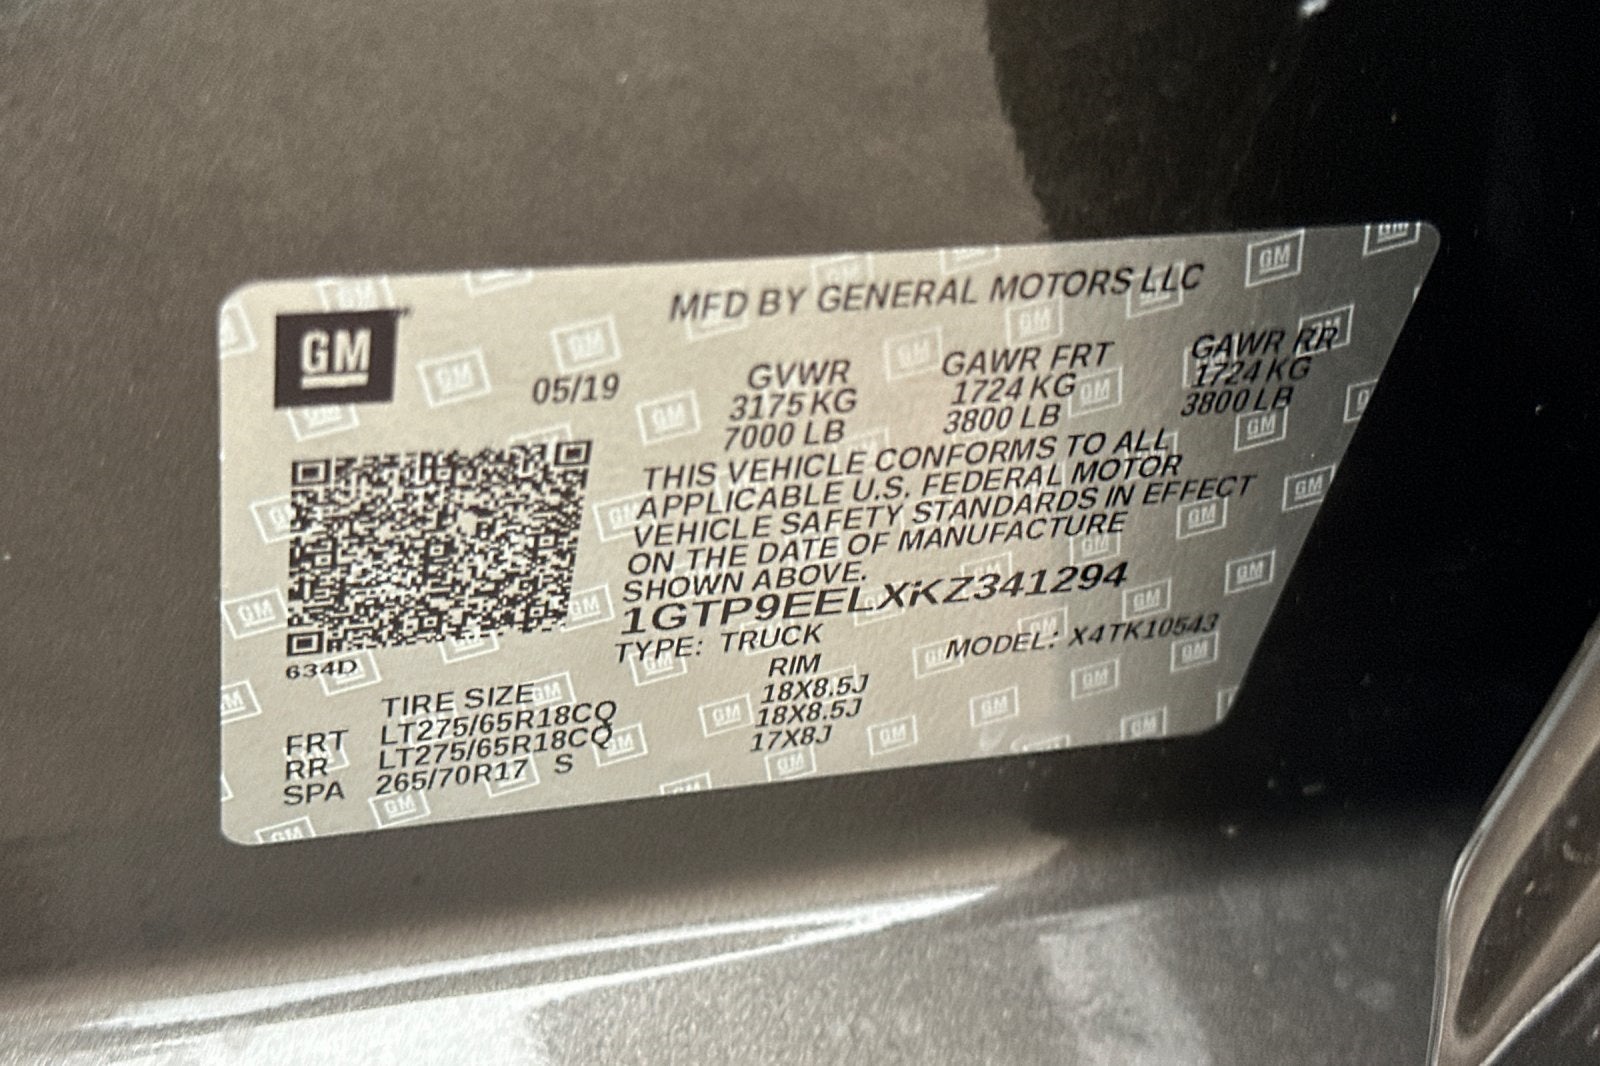 GM
MFD BY GENERAL MOTORS LLC
05/19
GVWR GAWR FRT GAWR RR
3175 KG 1724 KG 1724 KG
7000 LB 3800 LB 3800 LB
THIS VEHICLE CONFORMS TO ALL
APPLICABLE U.S. FEDERAL MOTOR
VEHICLE SAFETY STANDARDS IN EFFECT
ON THE DATE OF MANUFACTURE
SHOWN ABOVE.
1GTP9EELXKZ341294
TYPE: TRUCK MODEL: X4TK10543
634D
TIRE SIZE RIM
FRT LT275/65R18CQ 18X8.5J
RR LT275/65R18CQ 18X8.5J
SPA 265/70R17 S 17X8J